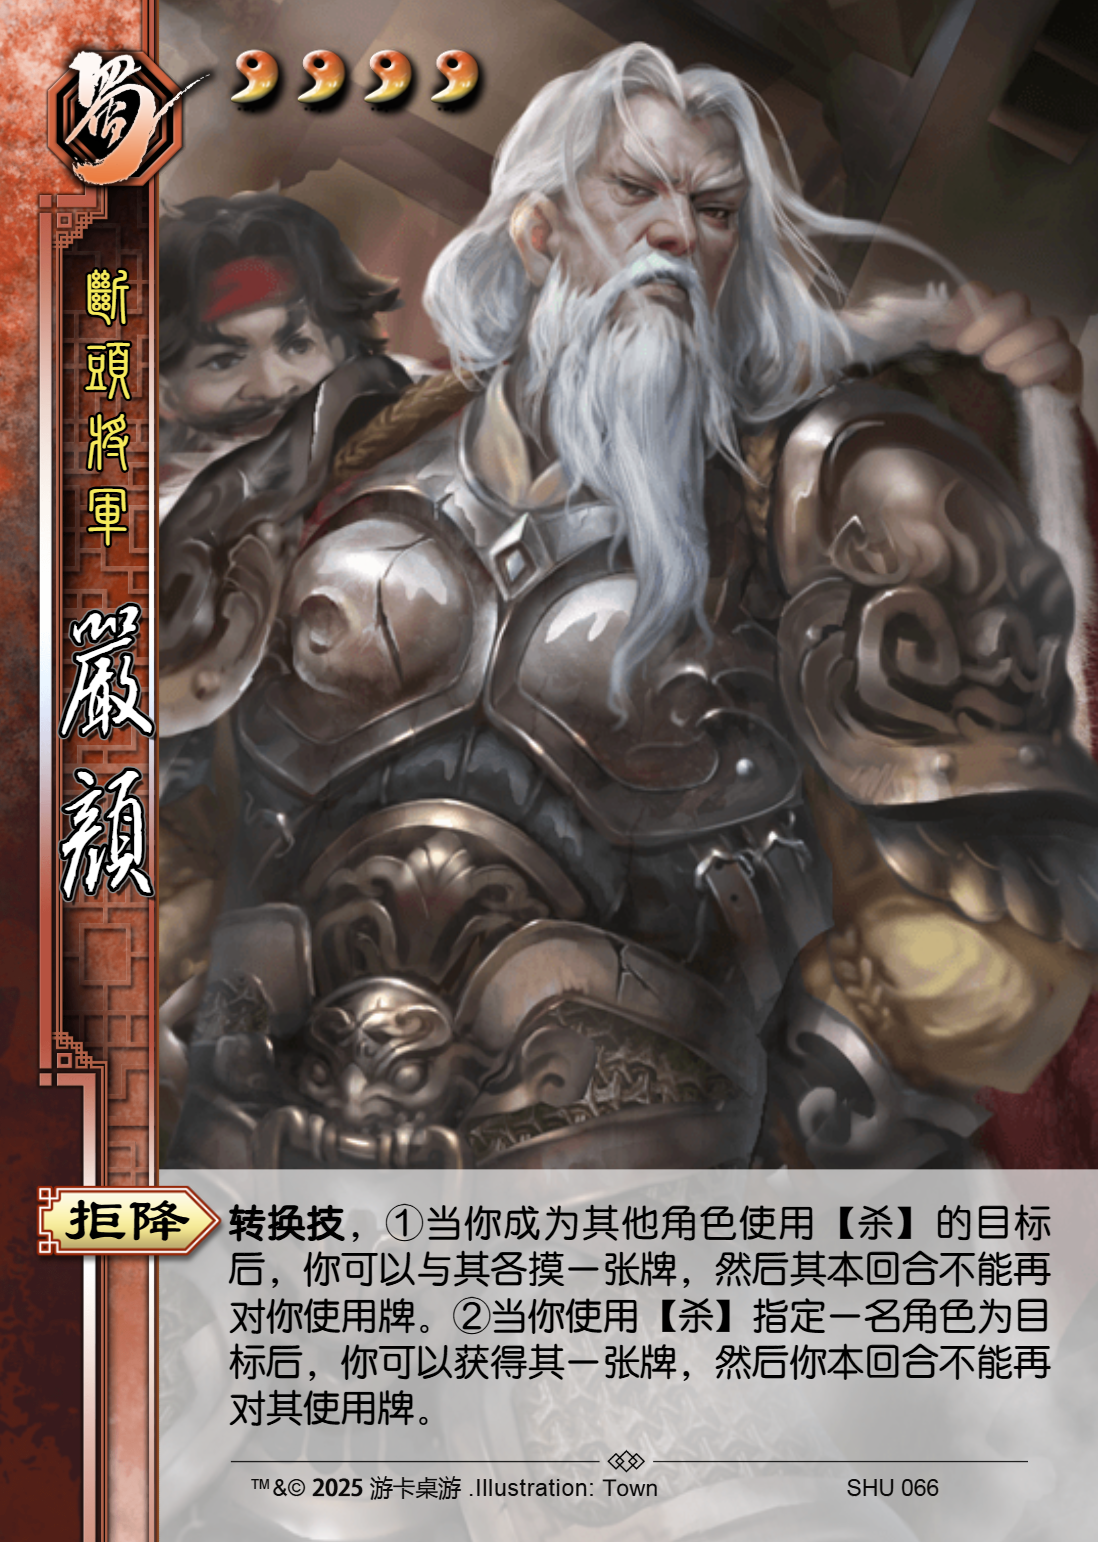 蜀
斷頭將軍
嚴顏
拒降
转换技，①当你成为其他角色使用【杀】的目标
后，你可以与其各摸一张牌，然后其本回合不能再
对你使用牌。②当你使用【杀】指定一名角色为目
标后，你可以获得其一张牌，然后你本回合不能再
对其使用牌。
™&© 2025 游卡桌游 .Illustration: Town
SHU 066